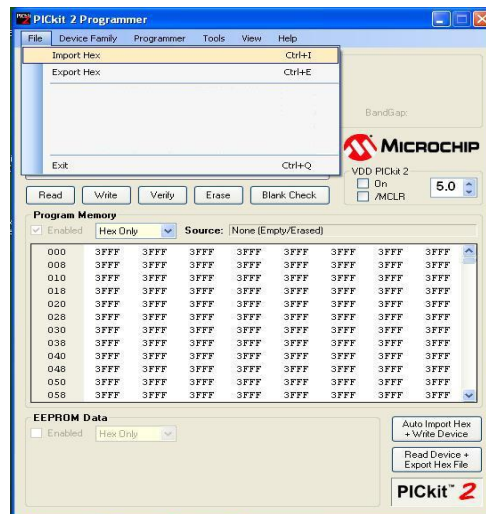 PICkit 2 Programmer
File Device Family Programmer Tools View Help
Import Hex Ctrl+I
Export Hex Ctrl+E
Exit Ctrl+Q
BandGap:
MICROCHIP
VDD PICkit 2
On
/MCLR
5.0
Read Write Verify Erase Blank Check
Program Memory
Enabled Hex Only Source: None (Empty/Erased)
000 3FFF 3FFF 3FFF 3FFF 3FFF 3FFF 3FFF 3FFF
008 3FFF 3FFF 3FFF 3FFF 3FFF 3FFF 3FFF 3FFF
010 3FFF 3FFF 3FFF 3FFF 3FFF 3FFF 3FFF 3FFF
018 3FFF 3FFF 3FFF 3FFF 3FFF 3FFF 3FFF 3FFF
020 3FFF 3FFF 3FFF 3FFF 3FFF 3FFF 3FFF 3FFF
028 3FFF 3FFF 3FFF 3FFF 3FFF 3FFF 3FFF 3FFF
030 3FFF 3FFF 3FFF 3FFF 3FFF 3FFF 3FFF 3FFF
038 3FFF 3FFF 3FFF 3FFF 3FFF 3FFF 3FFF 3FFF
040 3FFF 3FFF 3FFF 3FFF 3FFF 3FFF 3FFF 3FFF
048 3FFF 3FFF 3FFF 3FFF 3FFF 3FFF 3FFF 3FFF
050 3FFF 3FFF 3FFF 3FFF 3FFF 3FFF 3FFF 3FFF
058 3FFF 3FFF 3FFF 3FFF 3FFF 3FFF 3FFF 3FFF
EEPROM Data
Enabled Hex Only
Auto Import Hex
+ Write Device
Read Device +
Export Hex File
PICkit™ 2